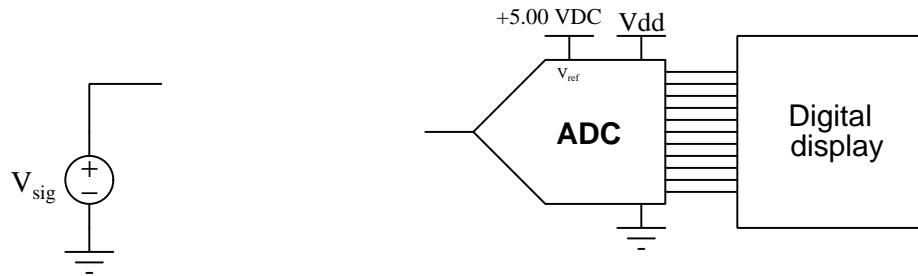 +5.00 VDC
Vdd
Vref
ADC
Digital
display
Vsig
+
−